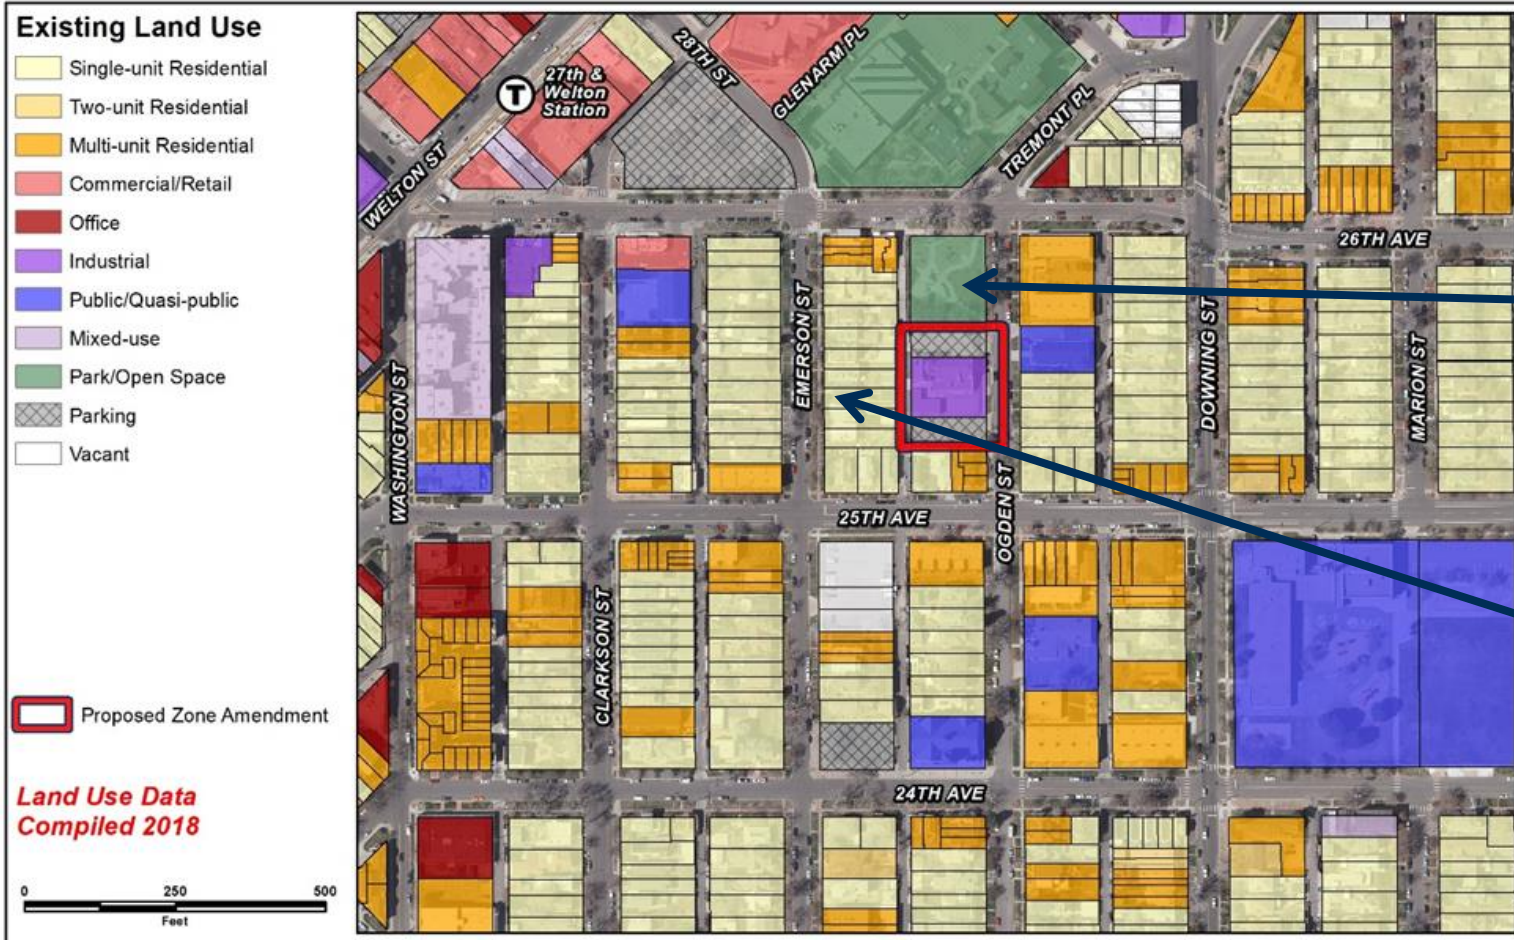 Existing Land Use
Single-unit Residential
Two-unit Residential
Multi-unit Residential
Commercial/Retail
Office
Industrial
Public/Quasi-public
Mixed-use
Park/Open Space
Parking
Vacant
Proposed Zone Amendment
Land Use Data
Compiled 2018
0 250 500
Feet
28TH ST
GLENARM PL
T
27th &
Welton
Station
TREMONT PL
WELTON ST
26TH AVE
EMERSON ST
DOWNING ST
MARION ST
WASHINGTON ST
OGDEN ST
25TH AVE
CLARKSON ST
24TH AVE